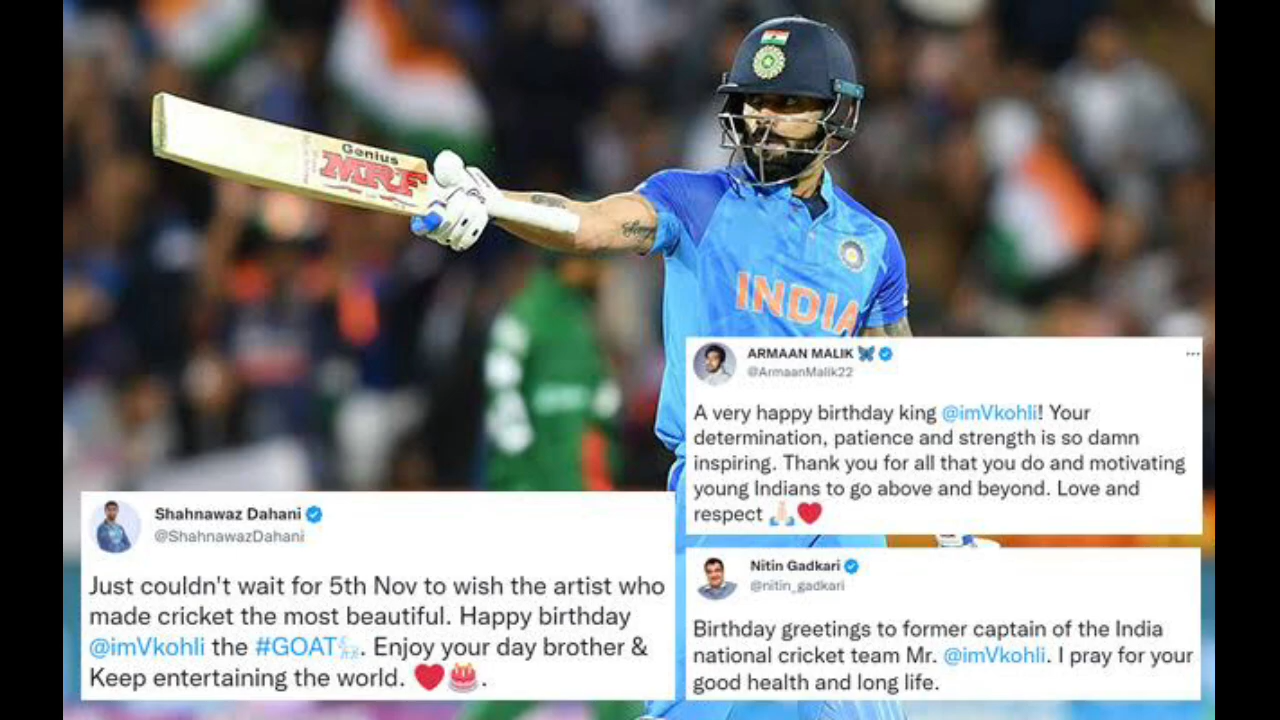 Genius
MRF
INDIA
ARMAAN MALIK
@ArmaanMalik22
A very happy birthday king @imVkohli! Your
determination, patience and strength is so damn
inspiring. Thank you for all that you do and motivating
young Indians to go above and beyond. Love and
respect 🙏🏻❤️
Shahnawaz Dahani
@ShahnawazDahani
Just couldn't wait for 5th Nov to wish the artist who
made cricket the most beautiful. Happy birthday
@imVkohli the #GOAT🐐. Enjoy your day brother &
Keep entertaining the world. ❤️🎂.
Nitin Gadkari
@nitin_gadkari
Birthday greetings to former captain of the India
national cricket team Mr. @imVkohli. I pray for your
good health and long life.